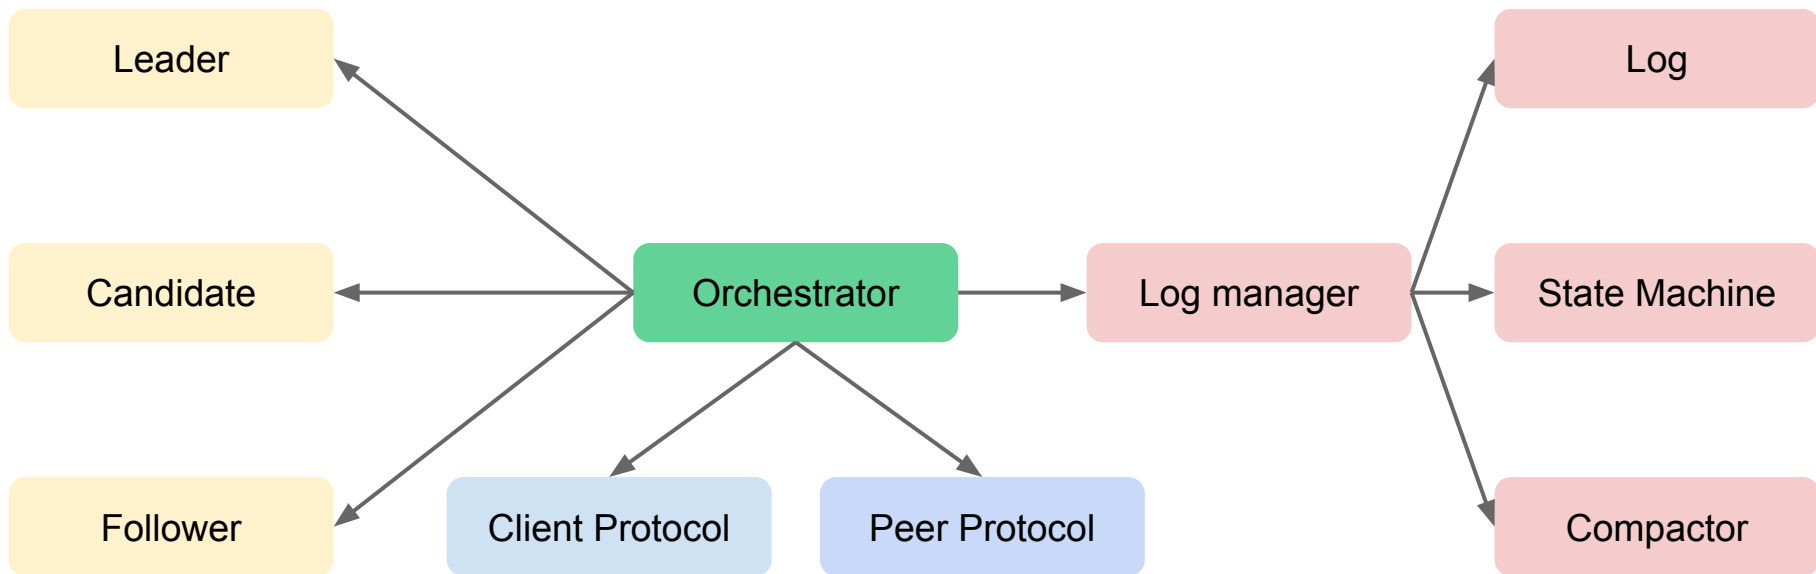 Leader
Log
Candidate
Orchestrator
Log manager
State Machine
Follower
Client Protocol
Peer Protocol
Compactor